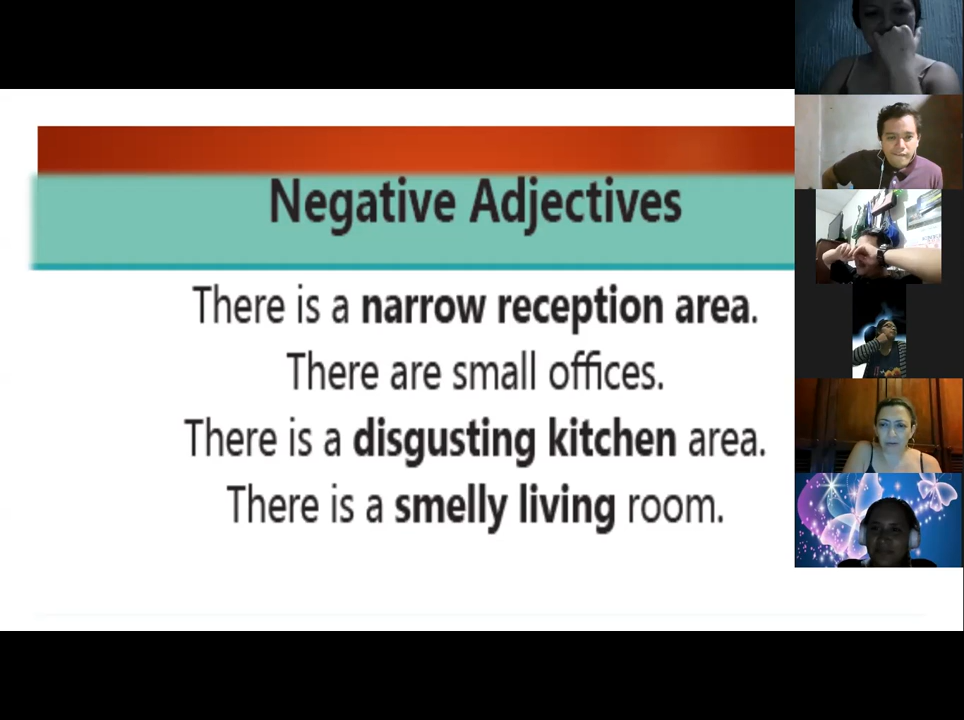 Negative Adjectives
There is a narrow reception area.
There are small offices.
There is a disgusting kitchen area.
There is a smelly living room.